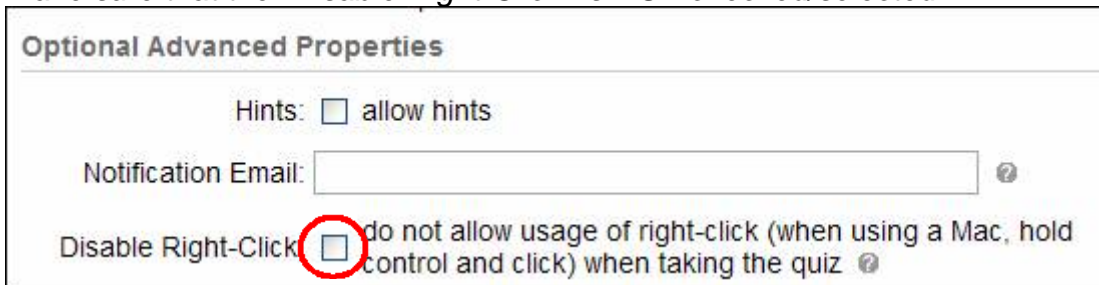 Optional Advanced Properties
Hints: allow hints
Notification Email:
Disable Right-Click do not allow usage of right-click (when using a Mac, hold
control and click) when taking the quiz